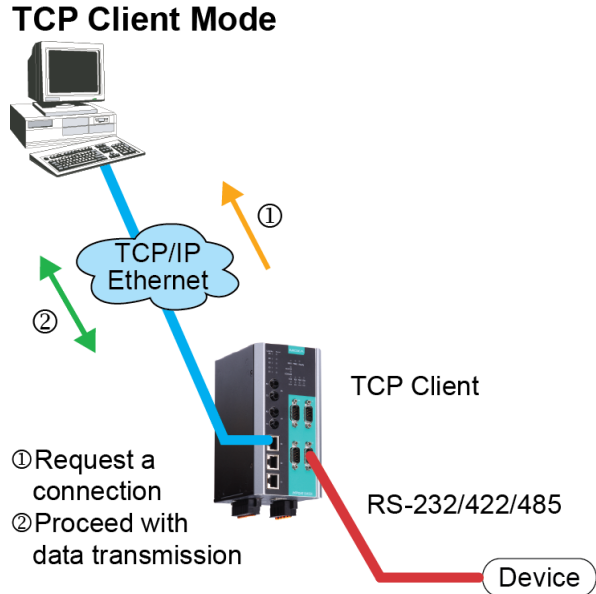 TCP Client Mode
①
TCP/IP
Ethernet
②
TCP Client
①Request a
connection
②Proceed with
data transmission
RS-232/422/485
Device